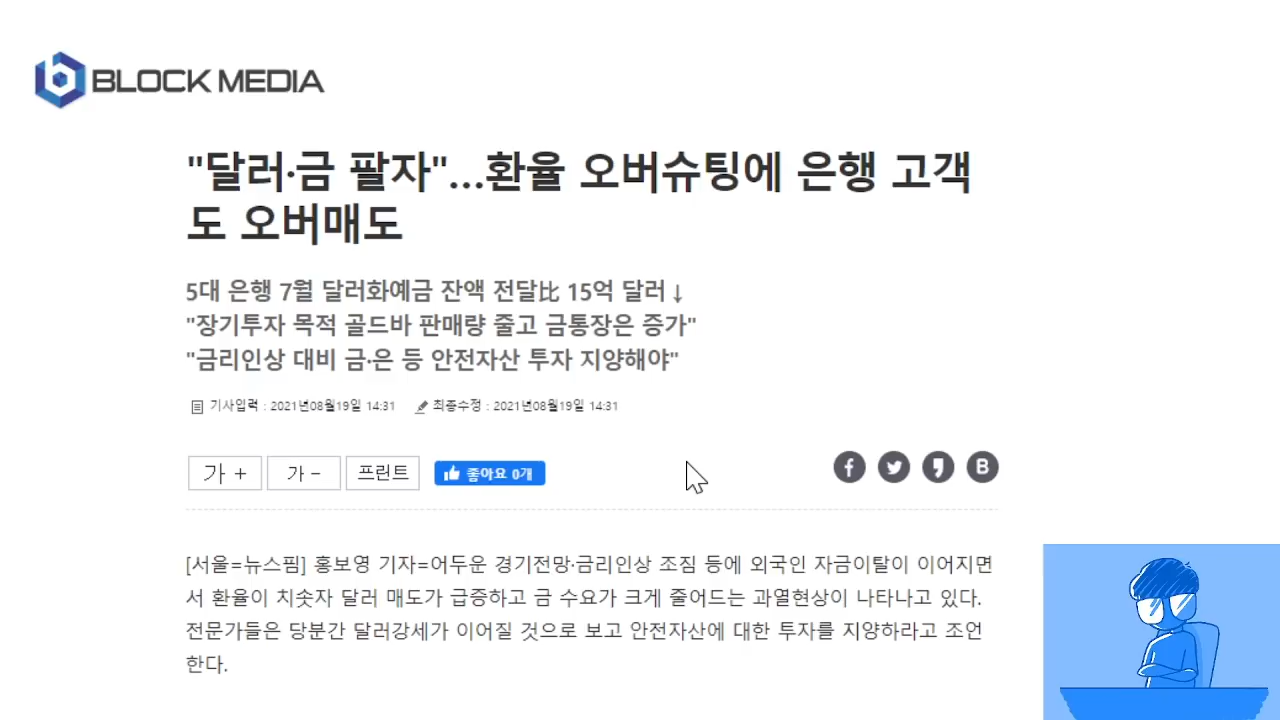 BLOCK MEDIA
"달러·금 팔자"...환율 오버슈팅에 은행 고객
도 오버매도
5대 은행 7월 달러화예금 잔액 전달比 15억 달러↓
"장기투자 목적 골드바 판매량 줄고 금통장은 증가"
"금리인상 대비 금·은 등 안전자산 투자 지양해야"
기사입력 : 2021년08월19일 14:31 최종수정 : 2021년08월19일 14:31
가 + 가 - 프린트 좋아요 0개 B
[서울=뉴스핌] 홍보영 기자=어두운 경기전망·금리인상 조짐 등에 외국인 자금이탈이 이어지면
서 환율이 치솟자 달러 매도가 급증하고 금 수요가 크게 줄어드는 과열현상이 나타나고 있다.
전문가들은 당분간 달러강세가 이어질 것으로 보고 안전자산에 대한 투자를 지양하라고 조언
한다.